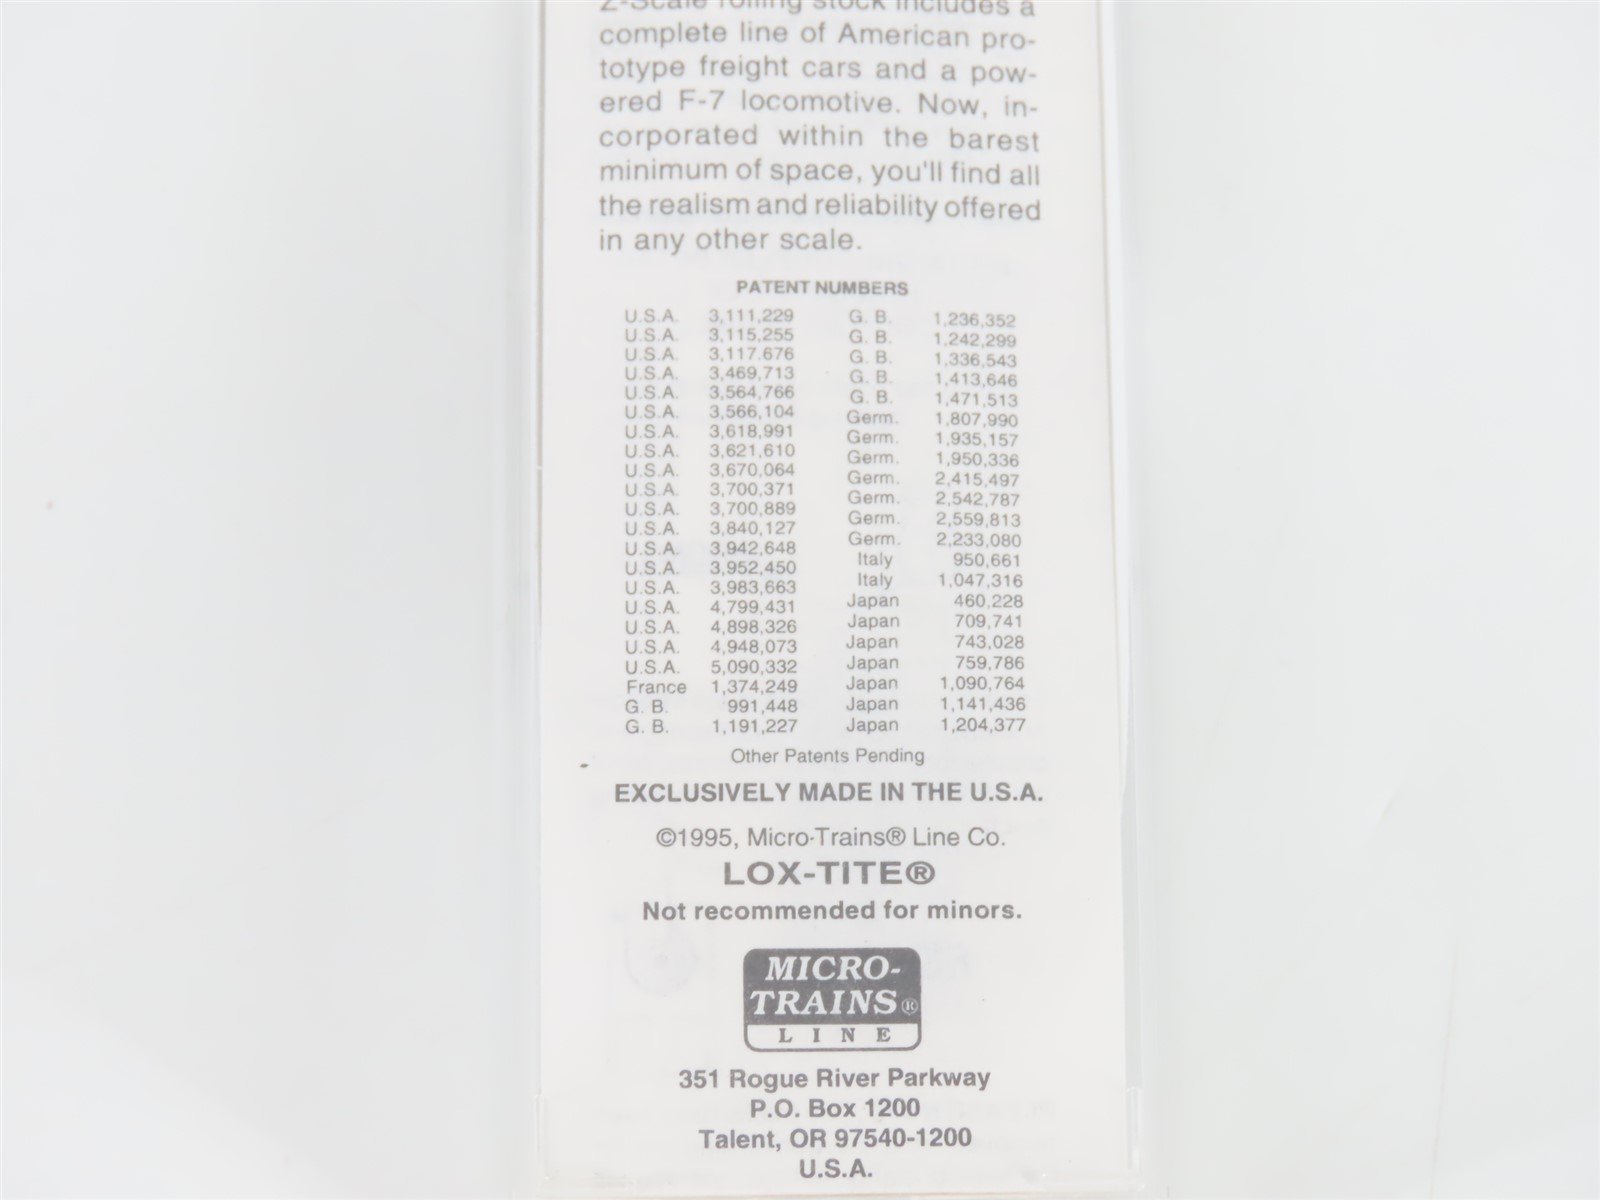 Z-Scale rolling stock includes a
complete line of American pro-
totype freight cars and a pow-
ered F-7 locomotive. Now, in-
corporated within the barest
minimum of space, you'll find all
the realism and reliability offered
in any other scale.
PATENT NUMBERS
U.S.A. 3,111,229
U.S.A. 3,115,255
U.S.A. 3,117.676
U.S.A. 3,469,713
U.S.A. 3,564,766
U.S.A. 3,566,104
U.S.A. 3,618,991
U.S.A. 3,621,610
U.S.A. 3,670,064
U.S.A. 3,700,371
U.S.A. 3,700,889
U.S.A. 3,840,127
U.S.A. 3,942,648
U.S.A. 3,952,450
U.S.A. 3,983,663
U.S.A. 4,799,431
U.S.A. 4,898,326
U.S.A. 4,948,073
U.S.A. 5,090,332
France 1,374,249
G. B. 991,448
G. B. 1,191,227
G. B. 1,236,352
G. B. 1,242,299
G. B. 1,336,543
G. B. 1,413,646
G. B. 1,471,513
Germ. 1,807,990
Germ. 1,935,157
Germ. 1,950,336
Germ. 2,415,497
Germ. 2,542,787
Germ. 2,559,813
Germ. 2,233,080
Italy 950,661
Italy 1,047,316
Japan 460,228
Japan 709,741
Japan 743,028
Japan 759,786
Japan 1,090,764
Japan 1,141,436
Japan 1,204,377
Other Patents Pending
EXCLUSIVELY MADE IN THE U.S.A.
©1995, Micro-Trains® Line Co.
LOX-TITE®
Not recommended for minors.
MICRO-
TRAINS®
LINE
351 Rogue River Parkway
P.O. Box 1200
Talent, OR 97540-1200
U.S.A.